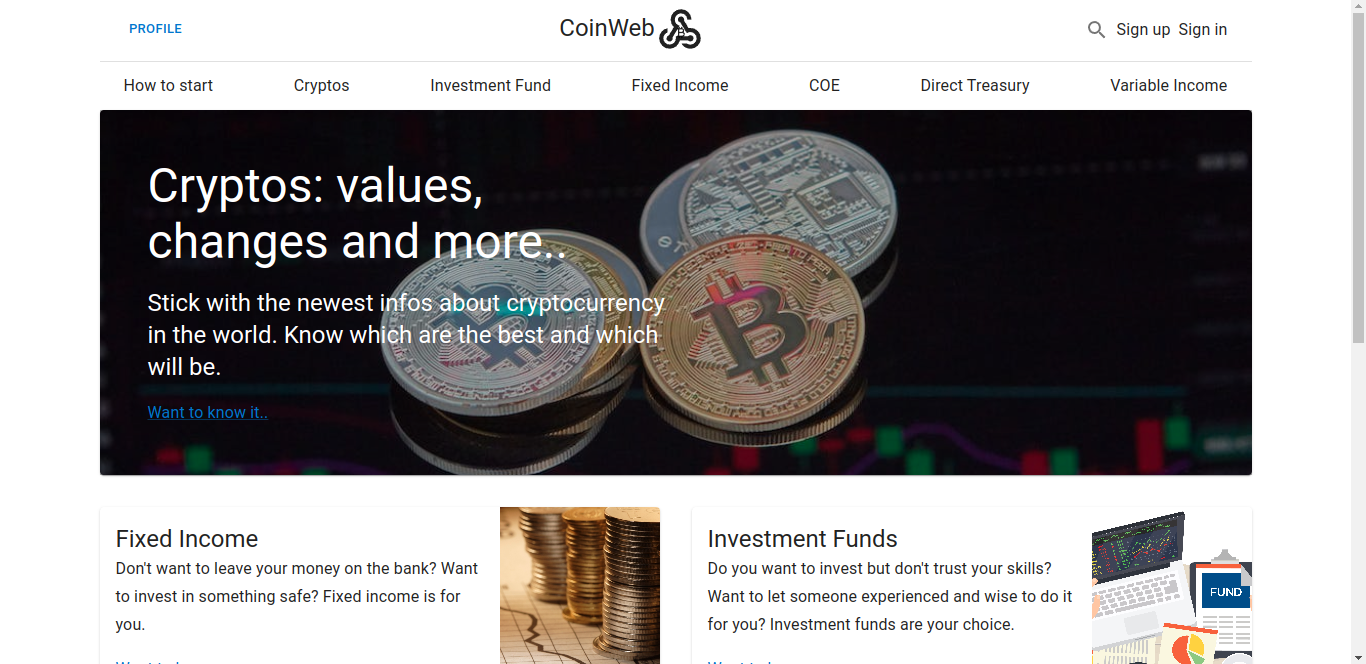 PROFILE
CoinWeb
Sign up Sign in
How to start Cryptos Investment Fund Fixed Income COE Direct Treasury Variable Income
Cryptos: values,
changes and more..
Stick with the newest infos about cryptocurrency
in the world. Know which are the best and which
will be.
Want to know it..
Fixed Income
Don't want to leave your money on the bank? Want
to invest in something safe? Fixed income is for
you.
Investment Funds
Do you want to invest but don't trust your skills?
Want to let someone experienced and wise to do it
for you? Investment funds are your choice.
FUND